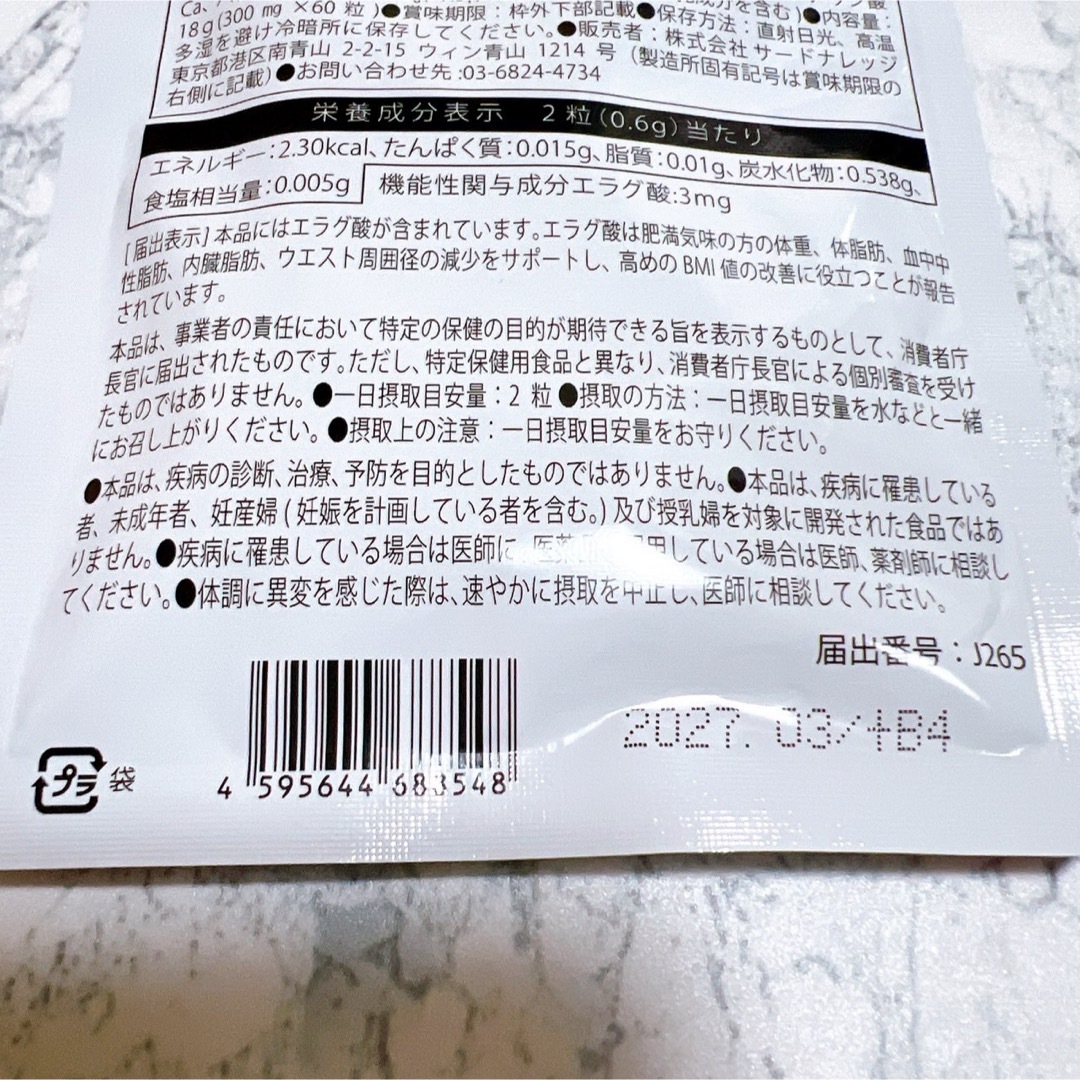 成分を含む)
18g(300 mg ×60 粒)●賞味期限:枠外下部記載●保存方法:直射日光、高温●内容量:
多湿を避け冷暗所に保存してください。●販売者:株式会社サードナレッジ
東京都港区南青山 2-2-15 ウィン青山 1214 号 (製造所固有記号は賞味期限の
右側に記載)●お問い合わせ先:03-6824-4734
栄養成分表示 2粒(0.6g)当たり
エネルギー:2.30kcal、たんぱく質:0.015g、脂質:0.01g、炭水化物:0.538g、
食塩相当量:0.005g 機能性関与成分エラグ酸:3mg
[届出表示] 本品にはエラグ酸が含まれています。エラグ酸は肥満気味の方の体重、体脂肪、血中中
性脂肪、内臓脂肪、ウエスト周囲径の減少をサポートし、高めの BMI 値の改善に役立つことが報告
されています。
本品は、事業者の責任において特定の保健の目的が期待できる旨を表示するものとして、消費者庁
長官に届出されたものです。ただし、特定保健用食品と異なり、消費者庁長官による個別審査を受け
たものではありません。●一日摂取目安量:2 粒 ●摂取の方法:一日摂取目安量を水などと一緒
にお召し上がりください。●摂取上の注意:一日摂取目安量をお守りください。
●本品は、疾病の診断、治療、予防を目的としたものではありません。●本品は、疾病に罹患している
者、未成年者、妊産婦 (妊娠を計画している者を含む。) 及び授乳婦を対象に開発された食品ではあ
りません。●疾病に罹患している場合は医師に、医薬 用している場合は医師、薬剤師に相談し
てください。●体調に異変を感じた際は、速やかに摂取を中止し、医師に相談してください。
届出番号:J265
2027.03/+B4
プラ 袋
4 595644 683548